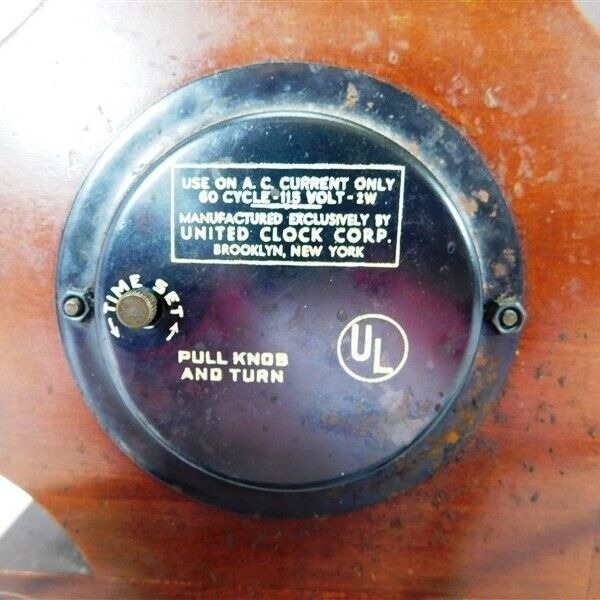 USE ON A. C. CURRENT ONLY
60 CYCLE - 115 VOLT - 2W
MANUFACTURED EXCLUSIVELY BY
UNITED CLOCK CORP.
BROOKLYN, NEW YORK
TIME SET
PULL KNOB
AND TURN
UL